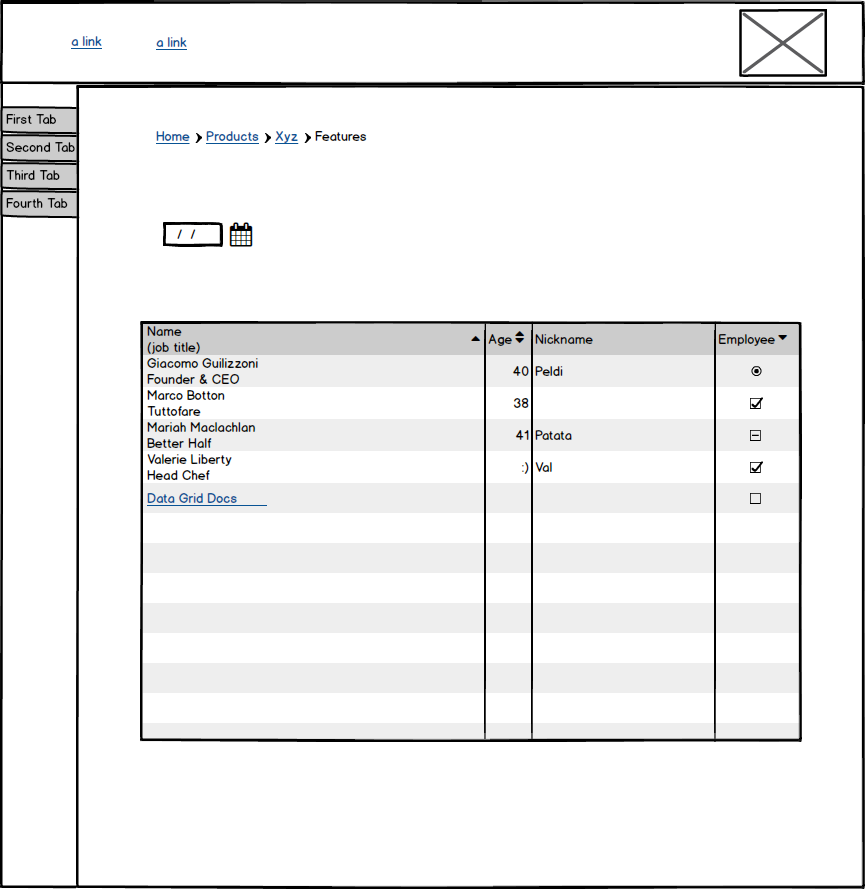 a link a link
First Tab
Second Tab
Third Tab
Fourth Tab
Home Products Xyz Features
/ /
Name
(job title) Age Nickname Employee
Giacomo Guilizzoni
Founder & CEO 40 Peldi
Marco Botton
Tuttofare 38
Mariah Maclachlan
Better Half 41 Patata
Valerie Liberty
Head Chef :) Val
Data Grid Docs